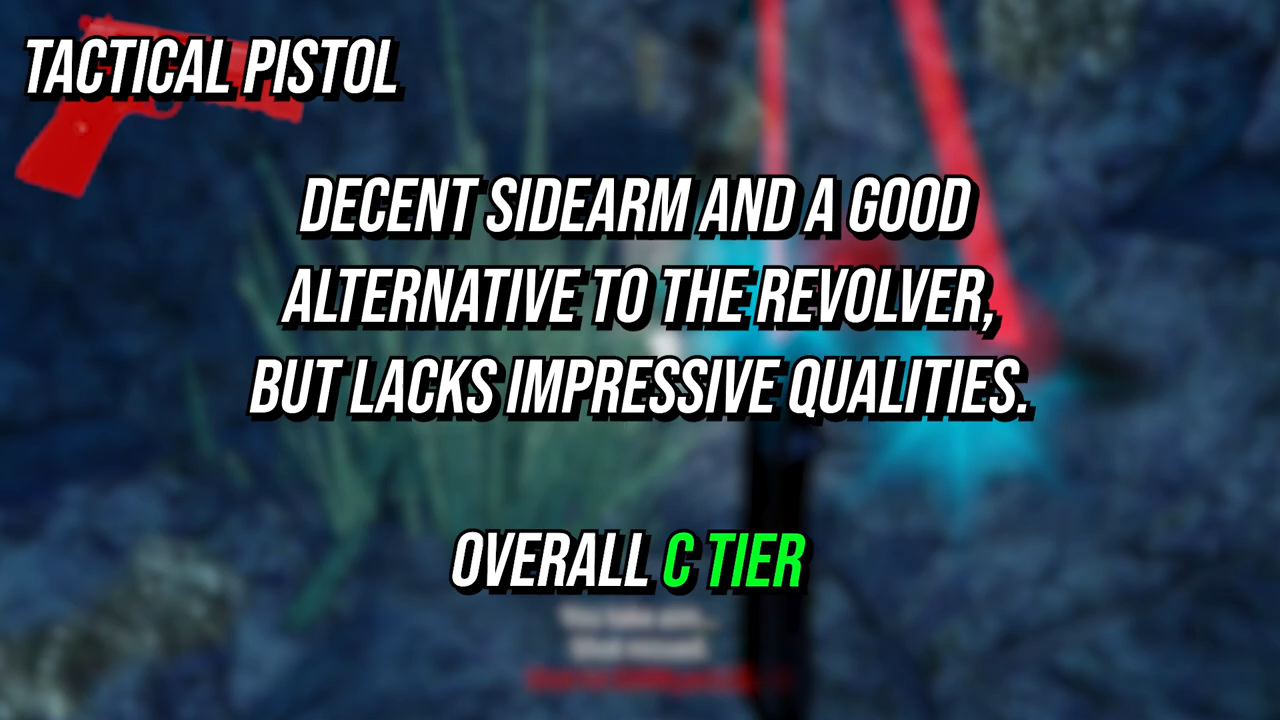 TACTICAL PISTOL
DECENT SIDEARM AND A GOOD
ALTERNATIVE TO THE REVOLVER,
BUT LACKS IMPRESSIVE QUALITIES.
OVERALL C TIER